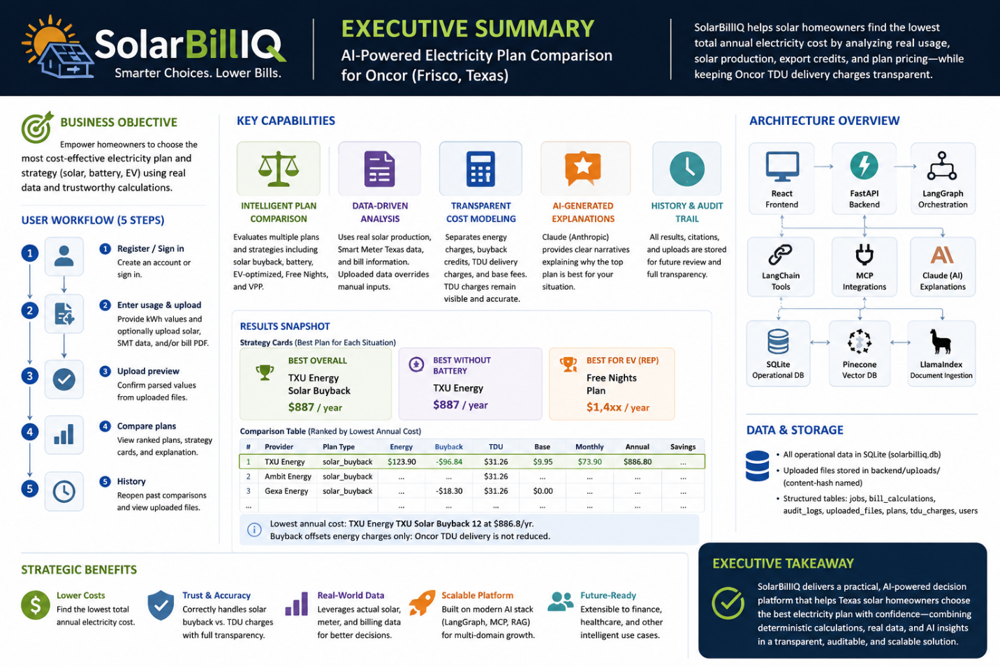 SolarBillIQ
Smarter Choices. Lower Bills.
EXECUTIVE SUMMARY
AI-Powered Electricity Plan Comparison
for Oncor (Frisco, Texas)
SolarBillIQ helps solar homeowners find the lowest
total annual electricity cost by analyzing real usage,
solar production, export credits, and plan pricing—while
keeping Oncor TDU delivery charges transparent.
BUSINESS OBJECTIVE
Empower homeowners to choose the
most cost-effective electricity plan and
strategy (solar, battery, EV) using real
data and trustworthy calculations.
USER WORKFLOW (5 STEPS)
1
1 Register / Sign in
Create an account or
sign in.
2
2 Enter usage & upload
Provide kWh values and
optionally upload solar,
SMT data, and/or bill PDF.
3
3 Upload preview
Confirm parsed values
from uploaded files.
4
4 Compare plans
View ranked plans, strategy
cards, and explanation.
5
5 History
Reopen past comparisons
and view uploaded files.
KEY CAPABILITIES
INTELLIGENT PLAN
COMPARISON
Evaluates multiple plans
and strategies including
solar buyback, battery,
EV-optimized, Free Nights,
and VPP.
DATA-DRIVEN
ANALYSIS
Uses real solar production,
Smart Meter Texas data,
and bill information.
Uploaded data overrides
manual inputs.
TRANSPARENT
COST MODELING
Separates energy
charges, buyback
credits, TDU delivery
charges, and base fees.
TDU charges remain
visible and accurate.
AI-GENERATED
EXPLANATIONS
Claude (Anthropic)
provides clear narratives
explaining why the top
plan is best for your
situation.
HISTORY & AUDIT
TRAIL
All results, citations,
and uploads are stored
for future review and
full transparency.
RESULTS SNAPSHOT
Strategy Cards (Best Plan for Each Situation)
BEST OVERALL
TXU Energy
Solar Buyback
$887 / year
BEST WITHOUT
BATTERY
TXU Energy
$887 / year
BEST FOR EV (REP)
Free Nights
Plan
$1,4xx / year
Comparison Table (Ranked by Lowest Annual Cost)
# Provider Plan Type Energy Buyback TDU Base Monthly Annual Savings
1 TXU Energy solar_buyback $123.90 -$96.84 $31.26 $9.95 $73.90 $886.80 ...
2 Ambit Energy solar_buyback ... ... $31.26 ... ... ... ...
3 Gexa Energy solar_buyback ... -$18.30 $31.26 $0.00 ... ... ...
... ... ... ... ... ... ... ...
Lowest annual cost: TXU Energy TXU Solar Buyback 12 at $886.8/yr.
Buyback offsets energy charges only: Oncor TDU delivery is not reduced.
ARCHITECTURE OVERVIEW
React
Frontend
FastAPI
Backend
LangGraph
Orchestration
LangChain
Tools
MCP
Integrations
AI
Claude (AI)
Explanations
SQLite
Operational DB
Pinecone
Vector DB
LlamaIndex
Document Ingestion
DATA & STORAGE
• All operational data in SQLite (solarbilliq.db)
• Uploaded files stored in backend/uploads/
(content-hash named)
• Structured tables: jobs, bill_calculations,
audit_logs, uploaded_files, plans, tdu_charges, users
STRATEGIC BENEFITS
$
Lower Costs
Find the lowest total
annual electricity cost.
Trust & Accuracy
Correctly handles solar
buyback vs. TDU charges
with full transparency.
Real-World Data
Leverages actual solar,
meter, and billing data
for better decisions.
Scalable Platform
Built on modern AI stack
(LangGraph, MCP, RAG)
for multi-domain growth.
Future-Ready
Extensible to finance,
healthcare, and other
intelligent use cases.
EXECUTIVE TAKEAWAY
SolarBillIQ delivers a practical, AI-powered decision
platform that helps Texas solar homeowners choose
the best electricity plan with confidence—combining
deterministic calculations, real data, and AI insights
in a transparent, auditable, and scalable solution.